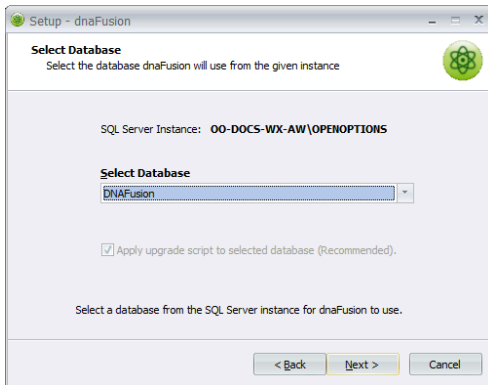 Setup - dnaFusion
Select Database
Select the database dnaFusion will use from the given instance
SQL Server Instance: OO-DOCS-WX-AW\OPENOPTIONS
Select Database
DNAFusion
Apply upgrade script to selected database (Recommended).
Select a database from the SQL Server instance for dnaFusion to use.
< Back Next > Cancel